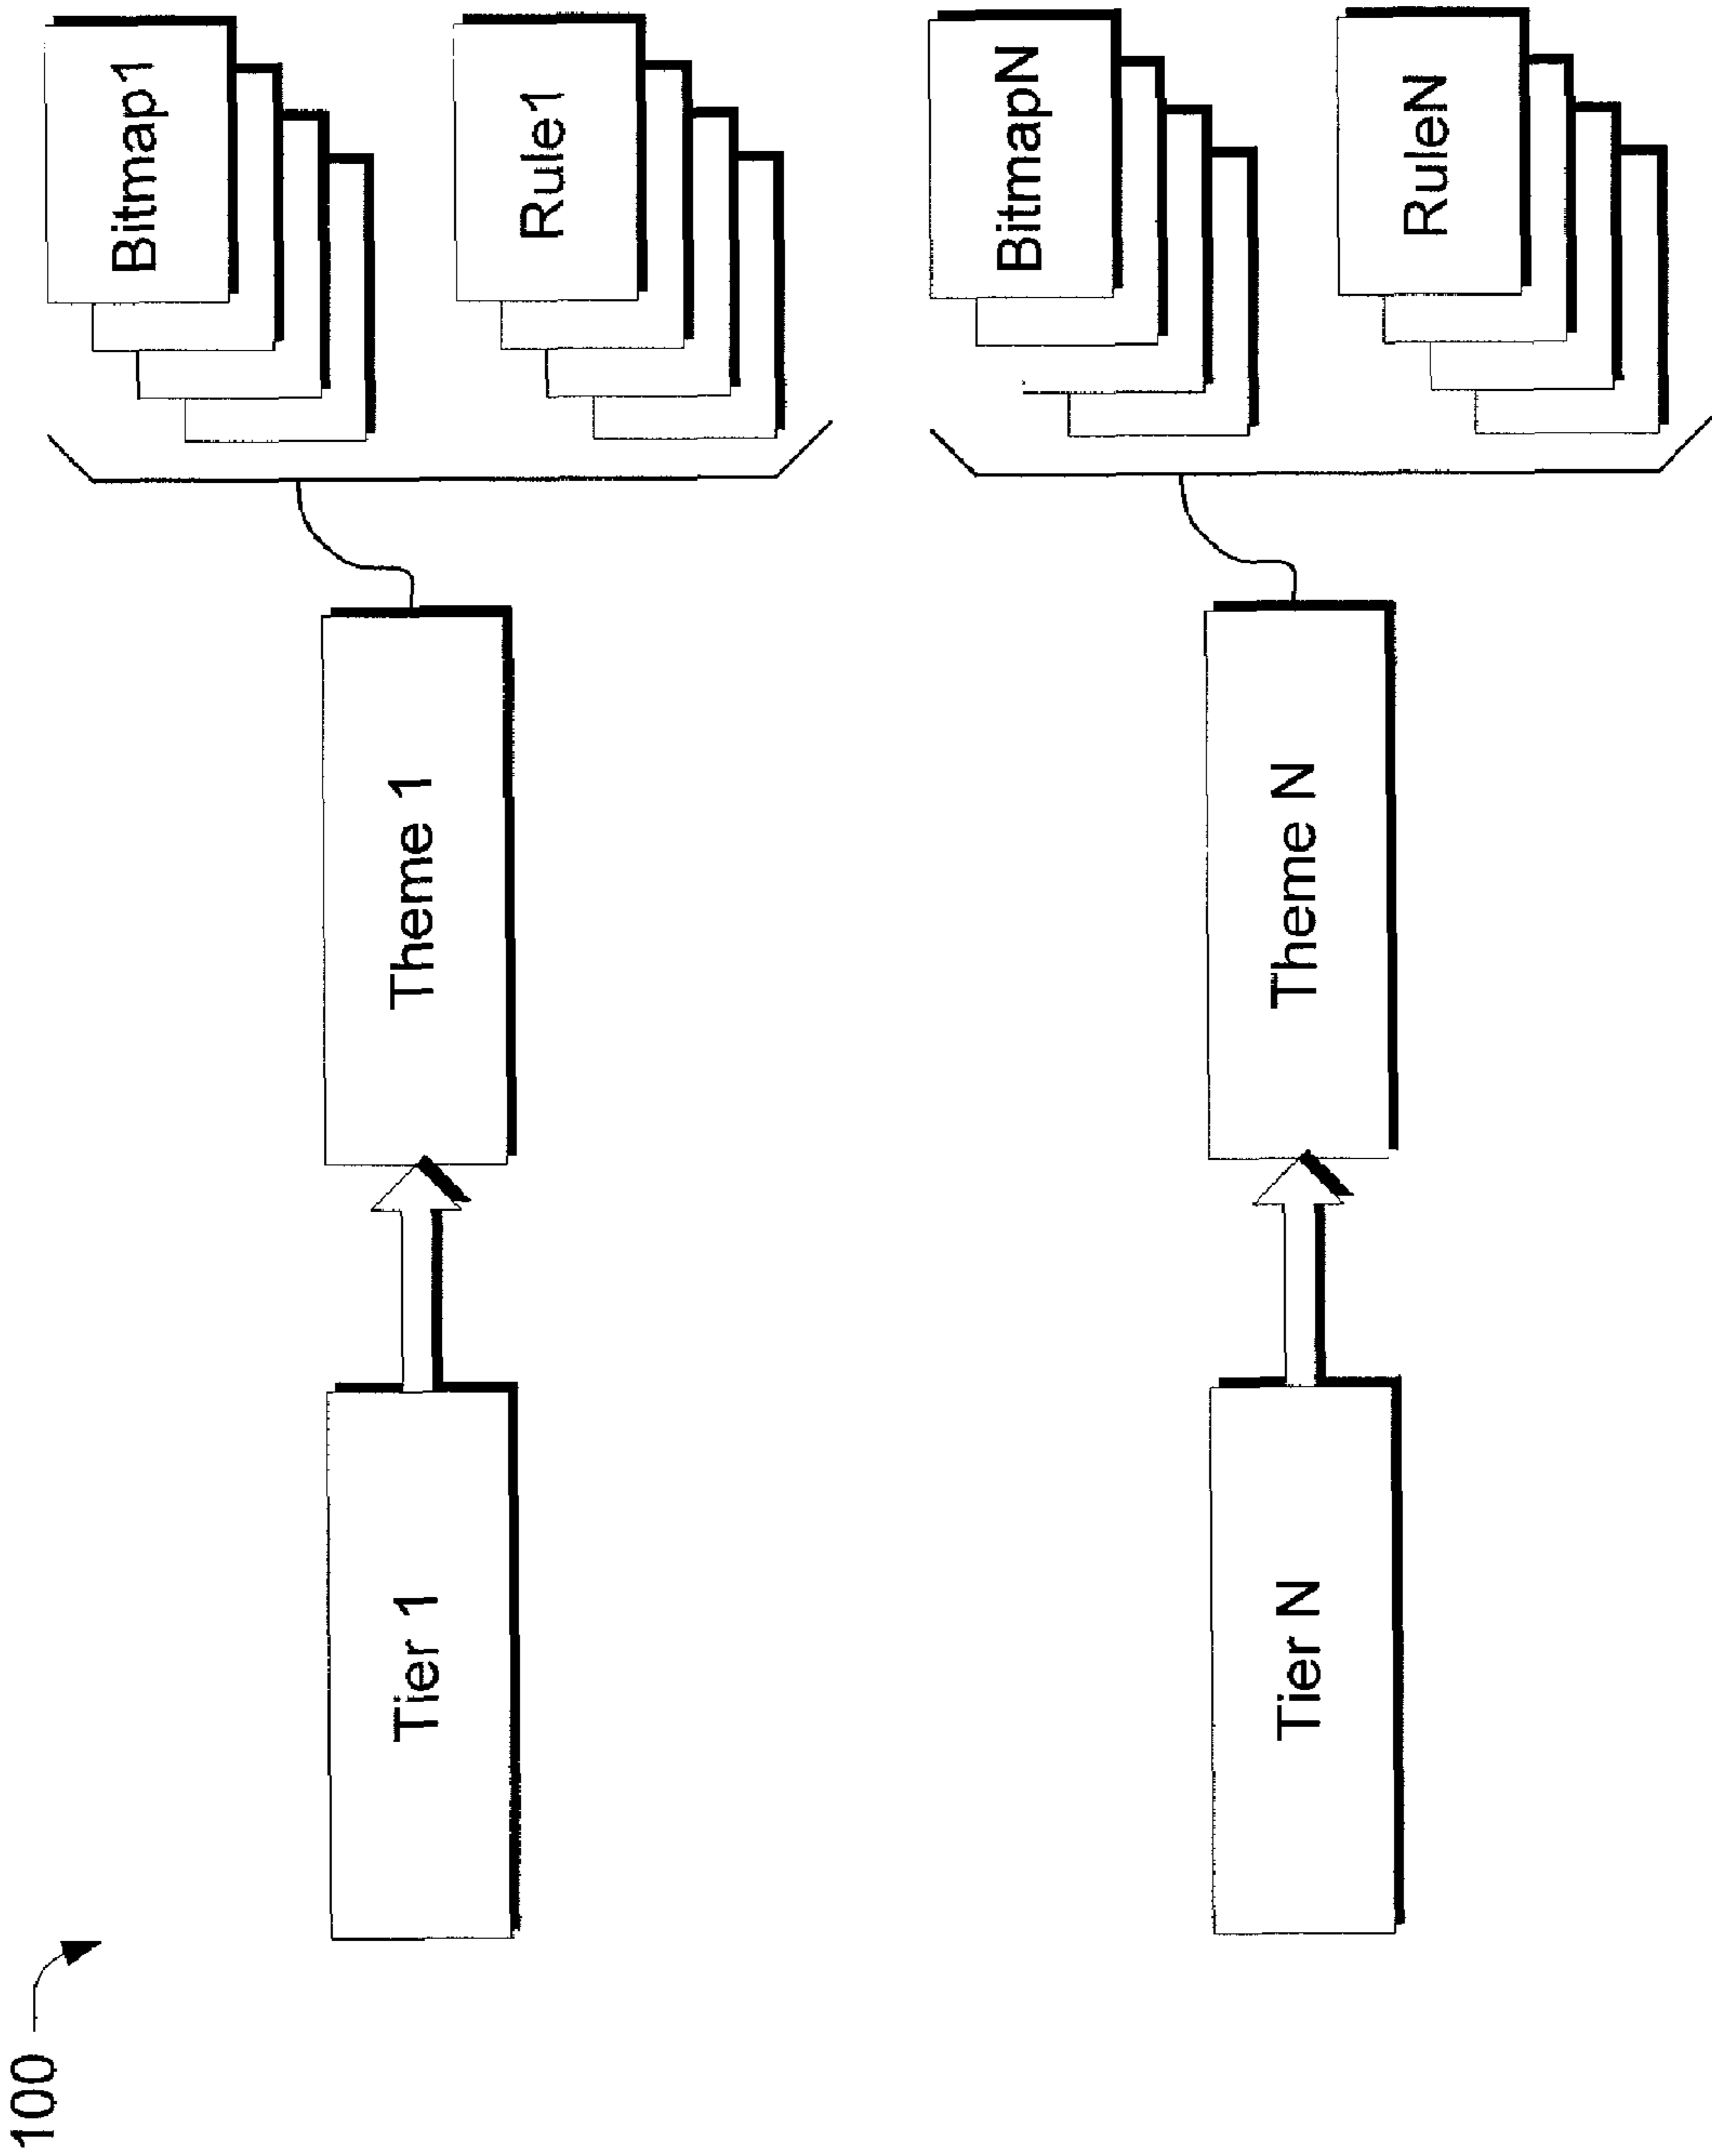 100
Tier 1
Theme 1
Bitmap1
Rule1
Tier N
Theme N
BitmapN
RuleN